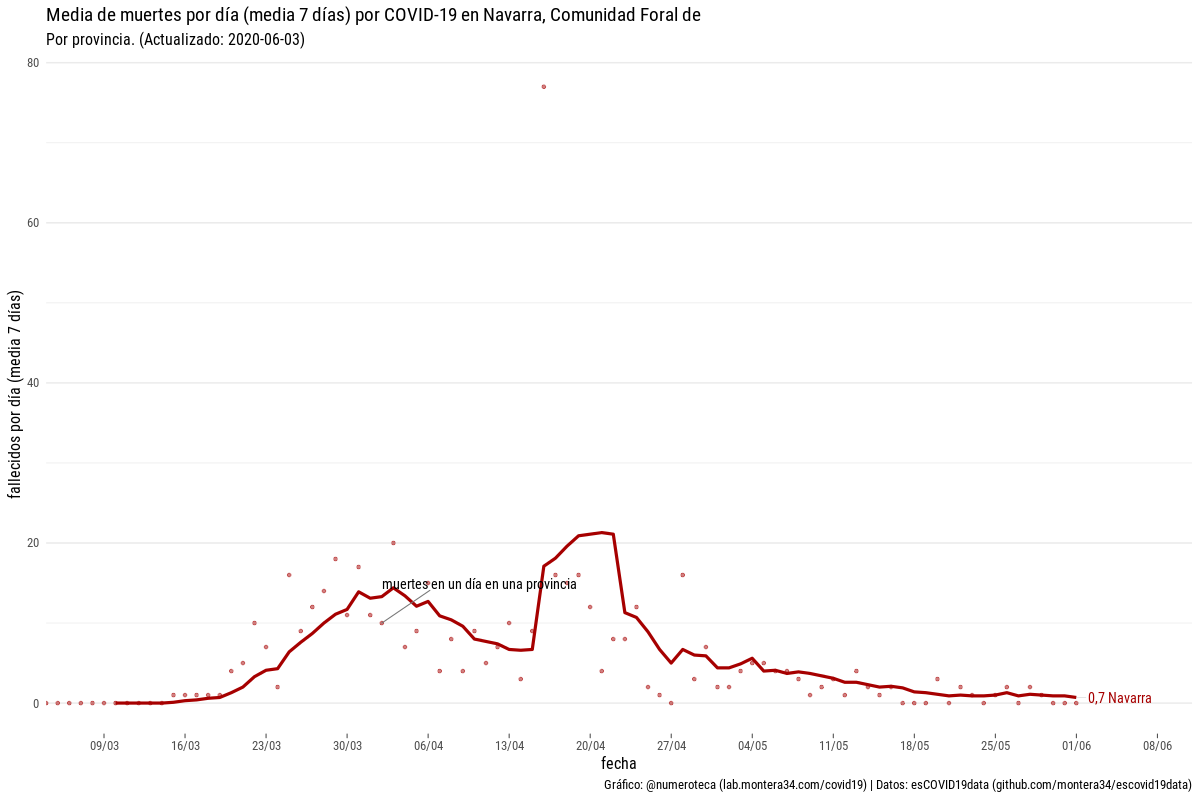 Media de muertes por día (media 7 días) por COVID-19 en Navarra, Comunidad Foral de
Por provincia. (Actualizado: 2020-06-03)
fallecidos por día (media 7 días)
80
60
40
20
0
muertes en un día en una provincia
0,7 Navarra
09/03 16/03 23/03 30/03 06/04 13/04 20/04 27/04 04/05 11/05 18/05 25/05 01/06 08/06
fecha
Gráfico: @numeroteca (lab.montera34.com/covid19) | Datos: esCOVID19data (github.com/montera34/escovid19data)